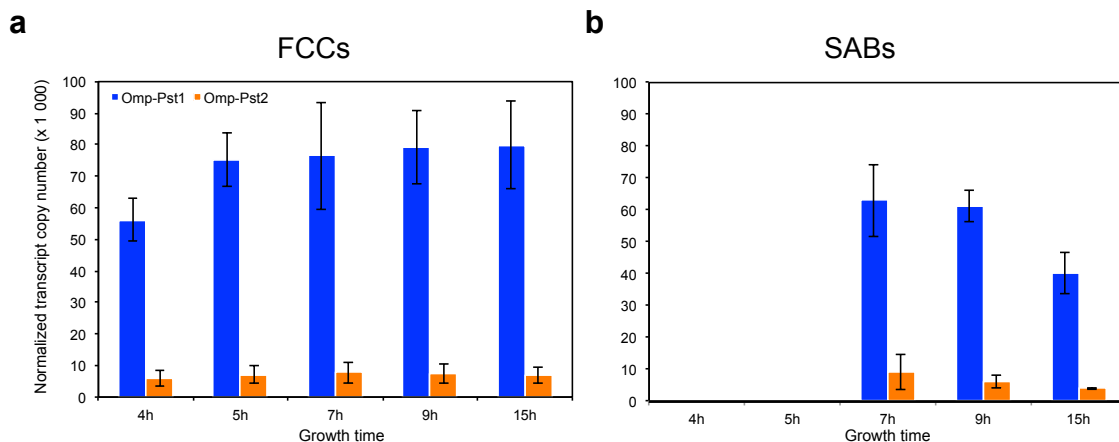 a
FCCs
Normalized transcript copy number (x 1 000)
100
90
80
70
60
50
40
30
20
10
0
Omp-Pst1 Omp-Pst2
4h 5h 7h 9h 15h
Growth time
b
SABs
100
90
80
70
60
50
40
30
20
10
0
4h 5h 7h 9h 15h
Growth time